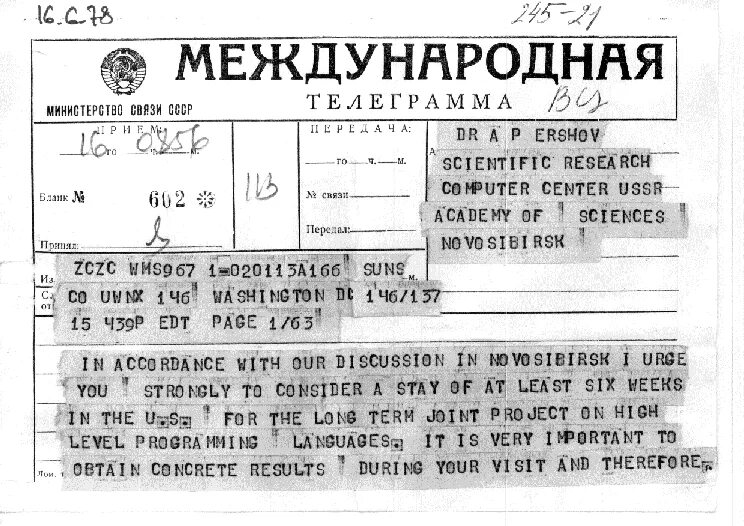 16.6.78
245-21
МЕЖДУНАРОДНАЯ
МИНИСТЕРСТВО СВЯЗИ СССР
ТЕЛЕГРАММА
ПРИЕМ:
16го 0856 м.
ПЕРЕДАЧА:
го ч. м.
Бланк № 602 *
113
№ связи
Принял:
Передал:
DR A P ERSHOV
SCIENTIFIC RESEARCH
COMPUTER CENTER USSR
ACADEMY OF " SCIENCES "
NOVOSIBIRSK "
Из
ZCZC WMS967 1=020113A166" SUNS
м.
CO UWNX 146" WASHINGTON DC 146/137
15 439P EDT PAGE 1/63"
IN ACCORDANCE WITH OUR DISCUSSION IN NOVOSIBIRSK I URGE
YOU " STRONGLY TO CONSIDER A STAY OF AT LEAST SIX WEEKS
IN THE U.S. " FOR THE LONG TERM JOINT PROJECT ON HIGH
LEVEL PROGRAMMING " LANGUAGES. IT IS VERY IMPORTANT TO
OBTAIN CONCRETE RESULTS " DURING YOUR VISIT AND THEREFORE.